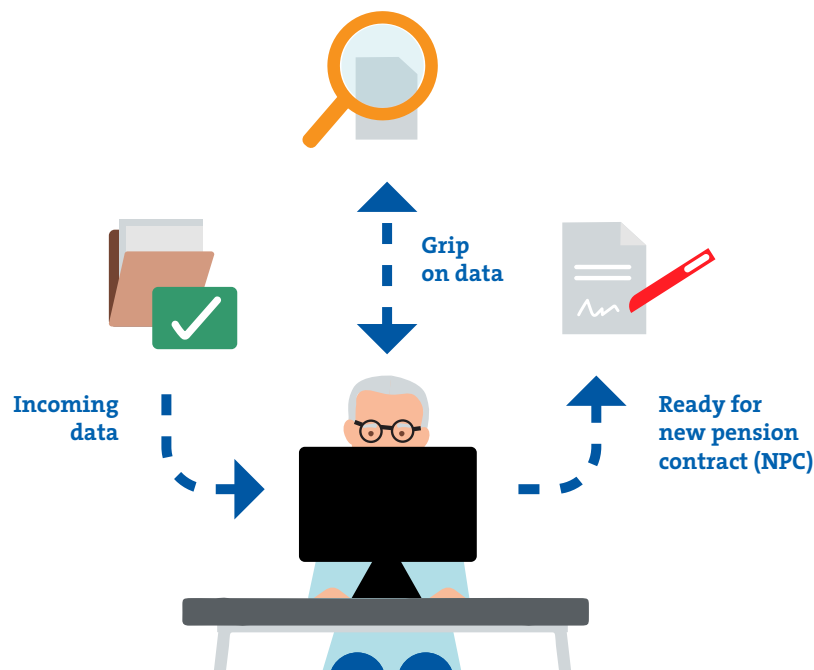 Grip
on data
Incoming
data
Ready for
new pension
contract (NPC)